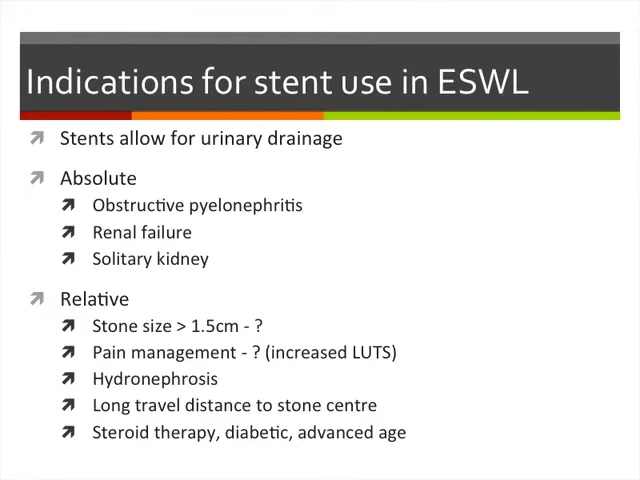 Indications for stent use in ESWL
Stents allow for urinary drainage
Absolute
Obstructive pyelonephritis
Renal failure
Solitary kidney
Relative
Stone size > 1.5cm - ?
Pain management - ? (increased LUTS)
Hydronephrosis
Long travel distance to stone centre
Steroid therapy, diabetic, advanced age